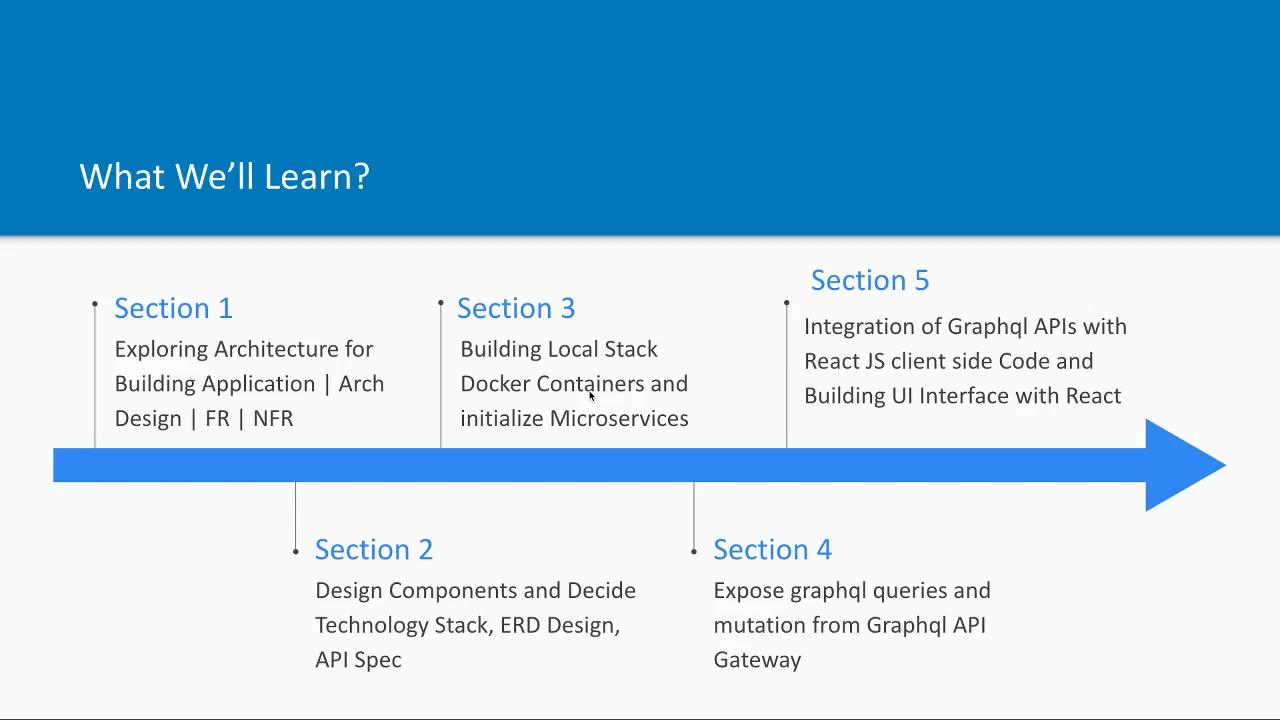 What We’ll Learn?
Section 1
Exploring Architecture for
Building Application | Arch
Design | FR | NFR
Section 2
Design Components and Decide
Technology Stack, ERD Design,
API Spec
Section 3
Building Local Stack
Docker Containers and
initialize Microservices
Section 4
Expose graphql queries and
mutation from Graphql API
Gateway
Section 5
Integration of Graphql APIs with
React JS client side Code and
Building UI Interface with React